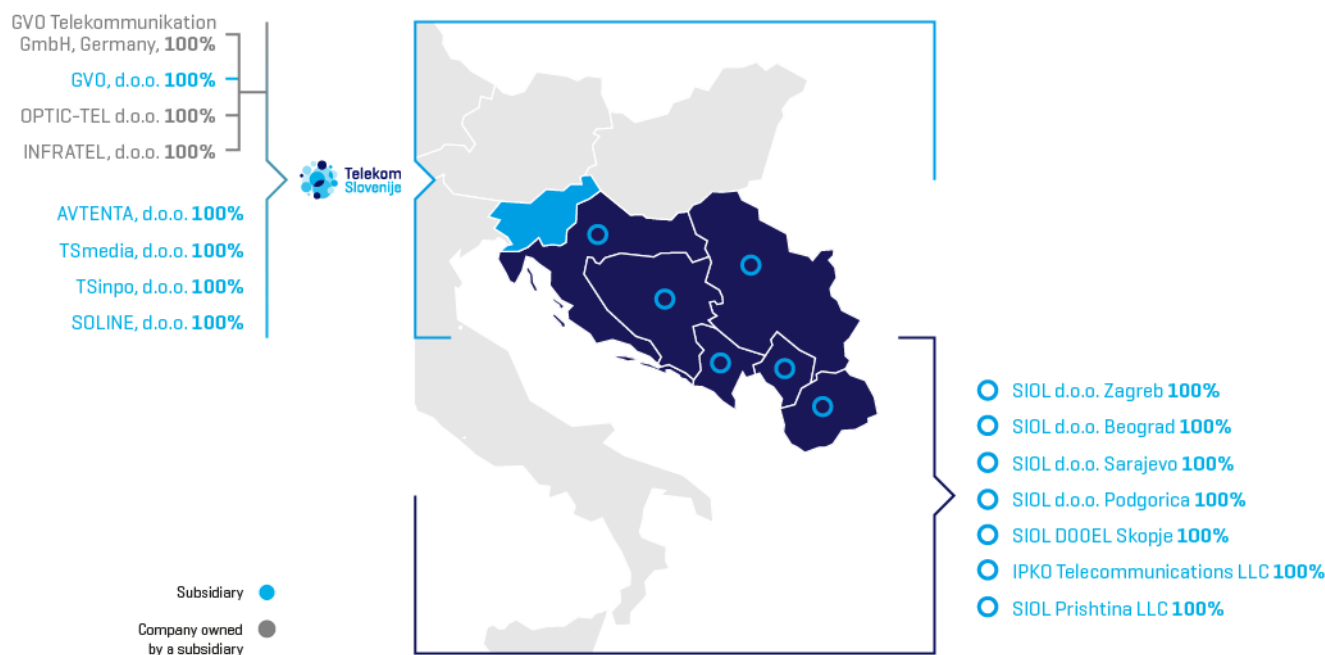 GVO Telekommunikation
GmbH, Germany, 100%
GVO, d.o.o. 100%
OPTIC-TEL d.o.o. 100%
INFRATEL, d.o.o. 100%
Telekom
Slovenije
AVTENTA, d.o.o. 100%
TSmedia, d.o.o. 100%
TSinpo, d.o.o. 100%
SOLINE, d.o.o. 100%
SIOL d.o.o. Zagreb 100%
SIOL d.o.o. Beograd 100%
SIOL d.o.o. Sarajevo 100%
SIOL d.o.o. Podgorica 100%
SIOL DOOEL Skopje 100%
IPKO Telecommunications LLC 100%
SIOL Prishtina LLC 100%
Subsidiary
Company owned
by a subsidiary